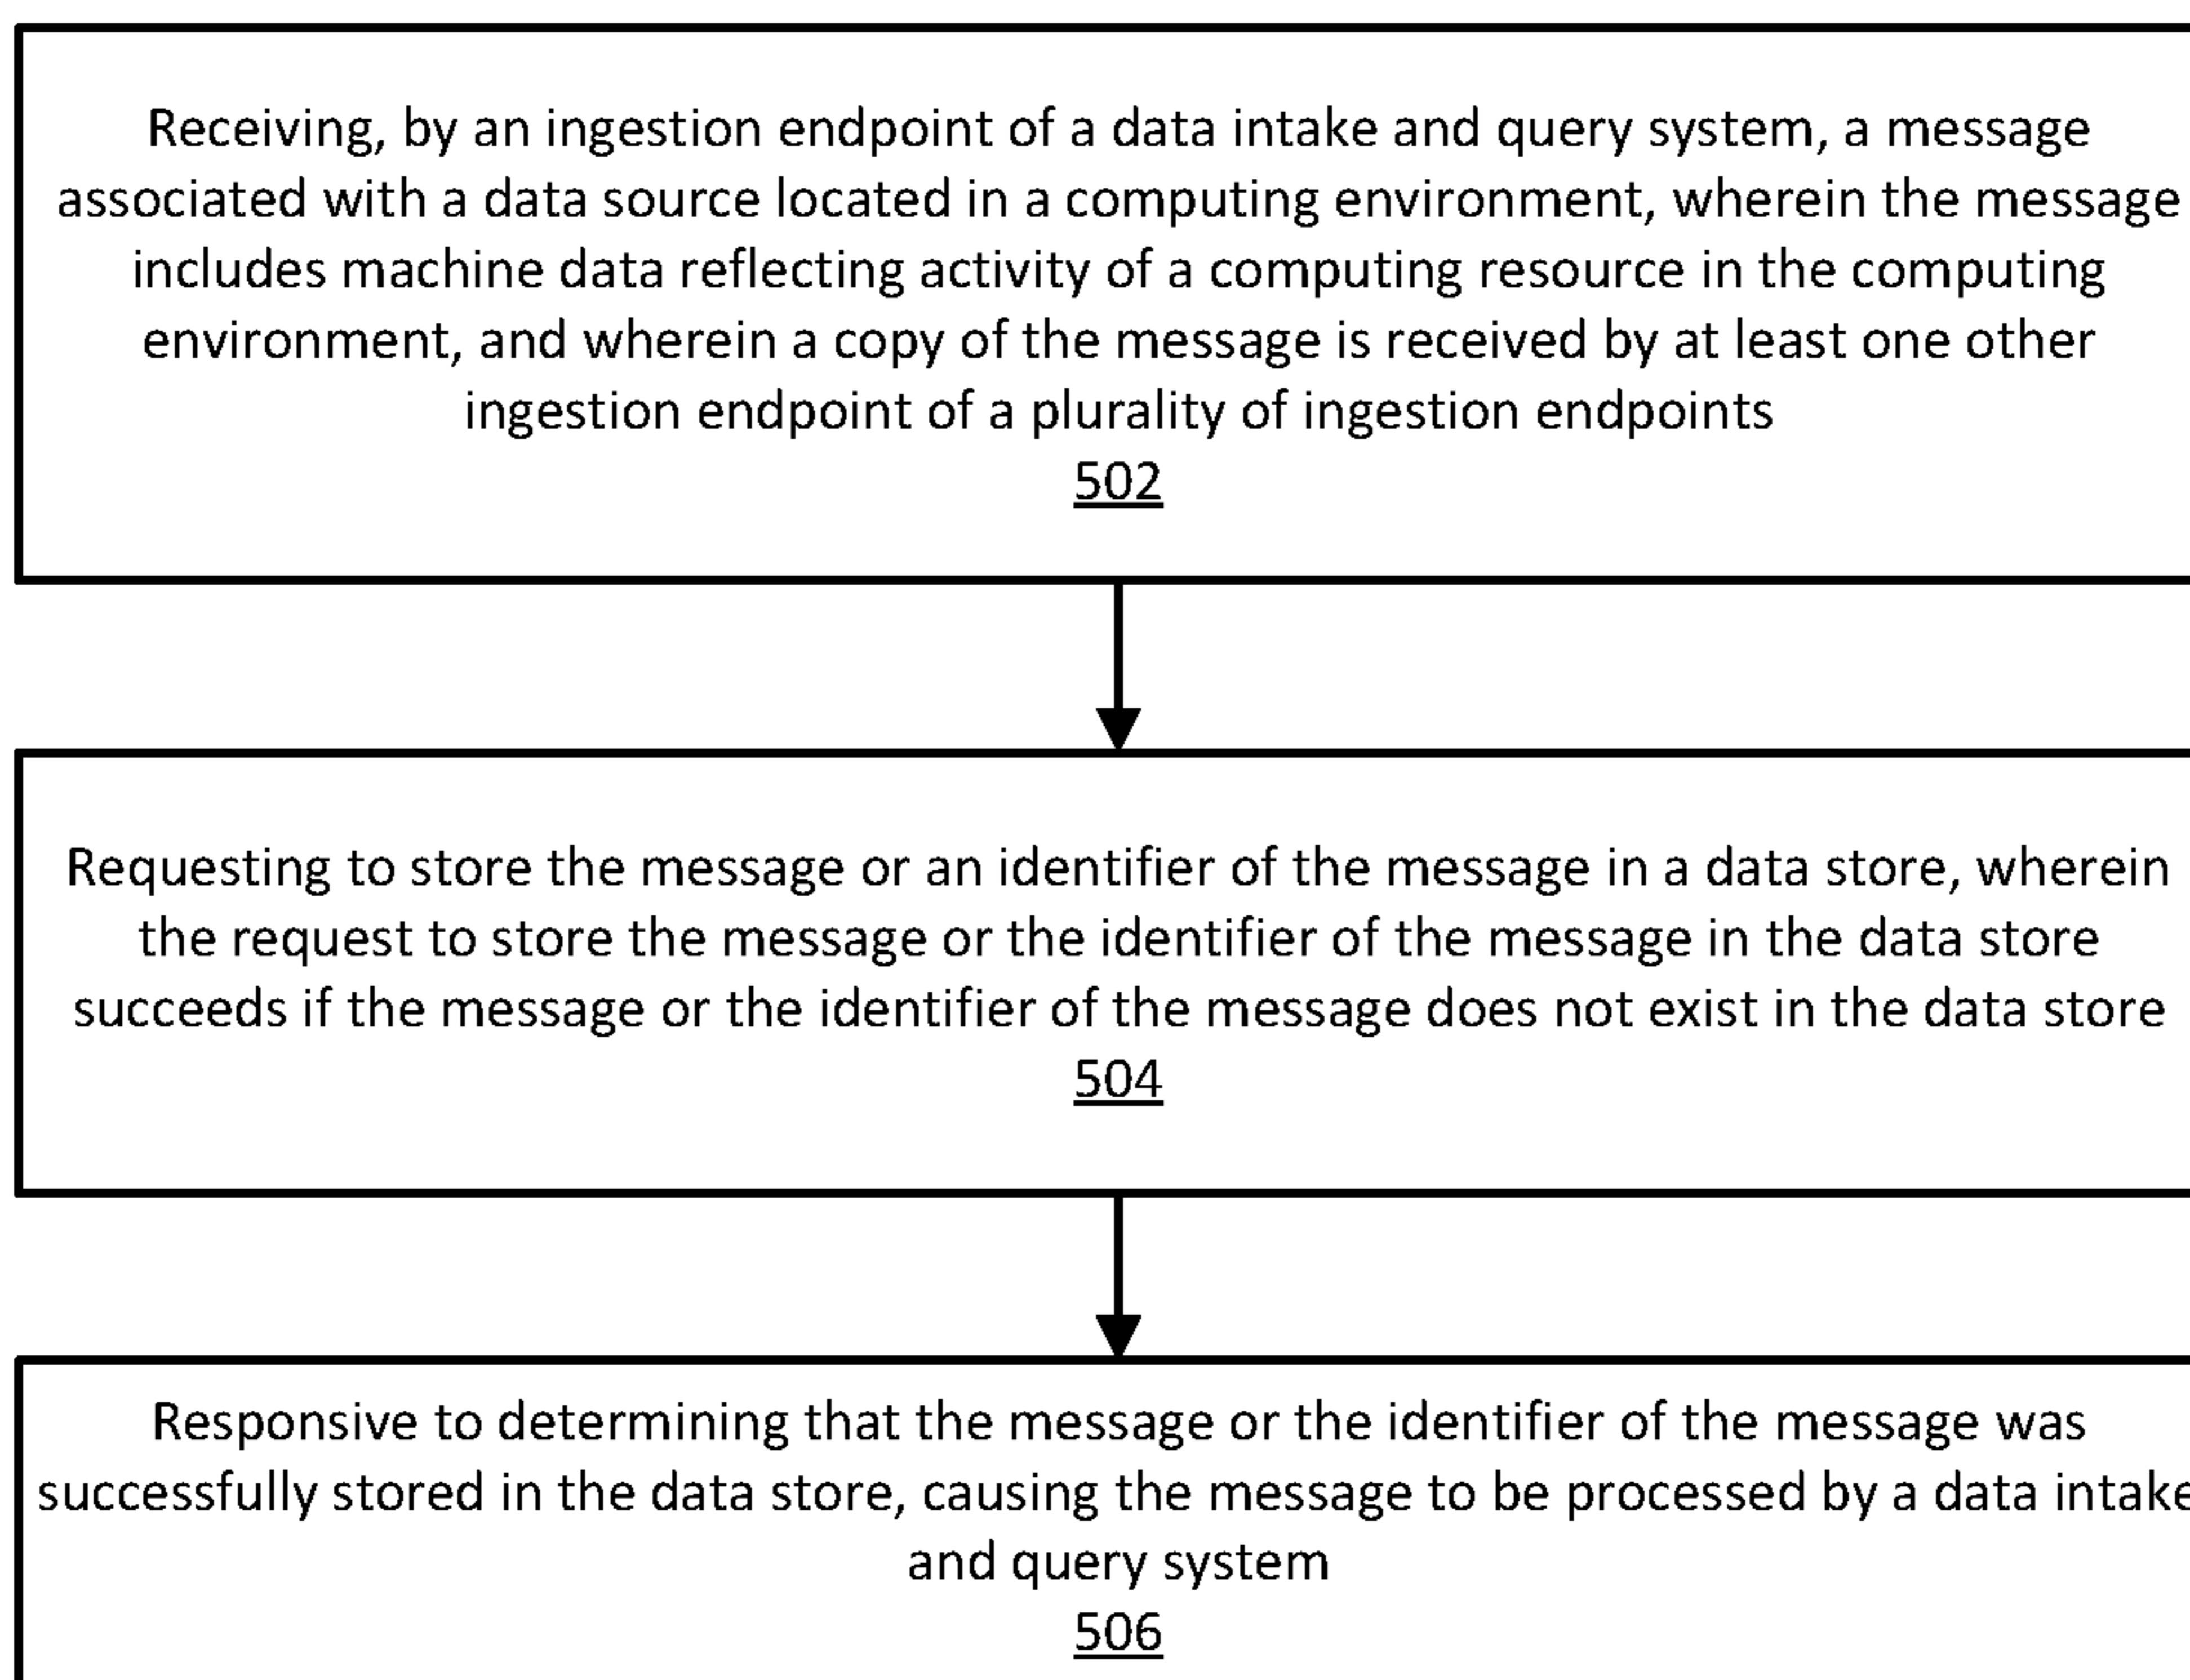 Receiving, by an ingestion endpoint of a data intake and query system, a message
associated with a data source located in a computing environment, wherein the message
includes machine data reflecting activity of a computing resource in the computing
environment, and wherein a copy of the message is received by at least one other
ingestion endpoint of a plurality of ingestion endpoints
502
Requesting to store the message or an identifier of the message in a data store, wherein
the request to store the message or the identifier of the message in the data store
succeeds if the message or the identifier of the message does not exist in the data store
504
Responsive to determining that the message or the identifier of the message was
successfully stored in the data store, causing the message to be processed by a data intake
and query system
506